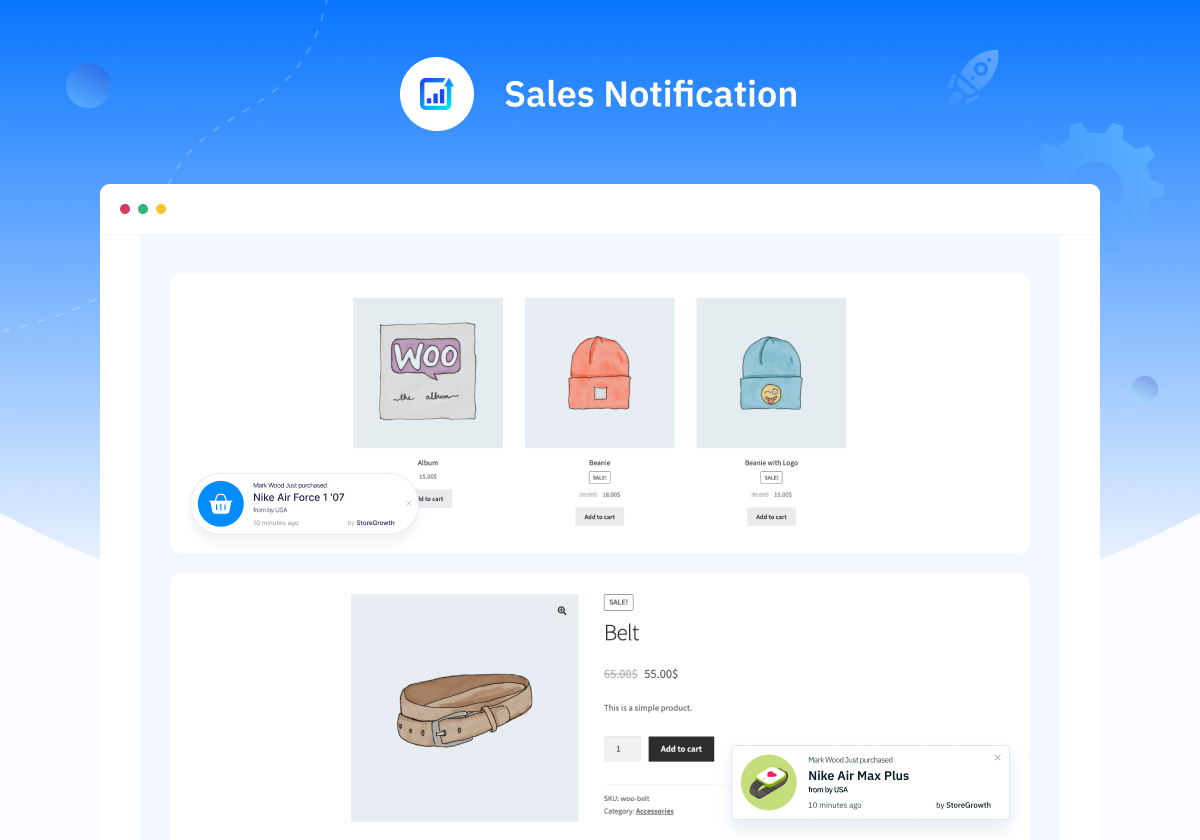 Sales Notification
WOO
the album
Album
15.00$
dd to cart
Beanie
SALE!
20.00$ 18.00$
Add to cart
Beanie with Logo
SALE!
30.00$ 15.00$
Add to cart
Mark Wood Just purchased
Nike Air Force 1 ‘07
from by USA
10 minutes ago by StoreGrowth
SALE!
Belt
65.00$ 55.00$
This is a simple product.
1 Add to cart
SKU: woo-belt
Category: Accessories
Mark Wood Just purchased
Nike Air Max Plus
from by USA
10 minutes ago by StoreGrowth